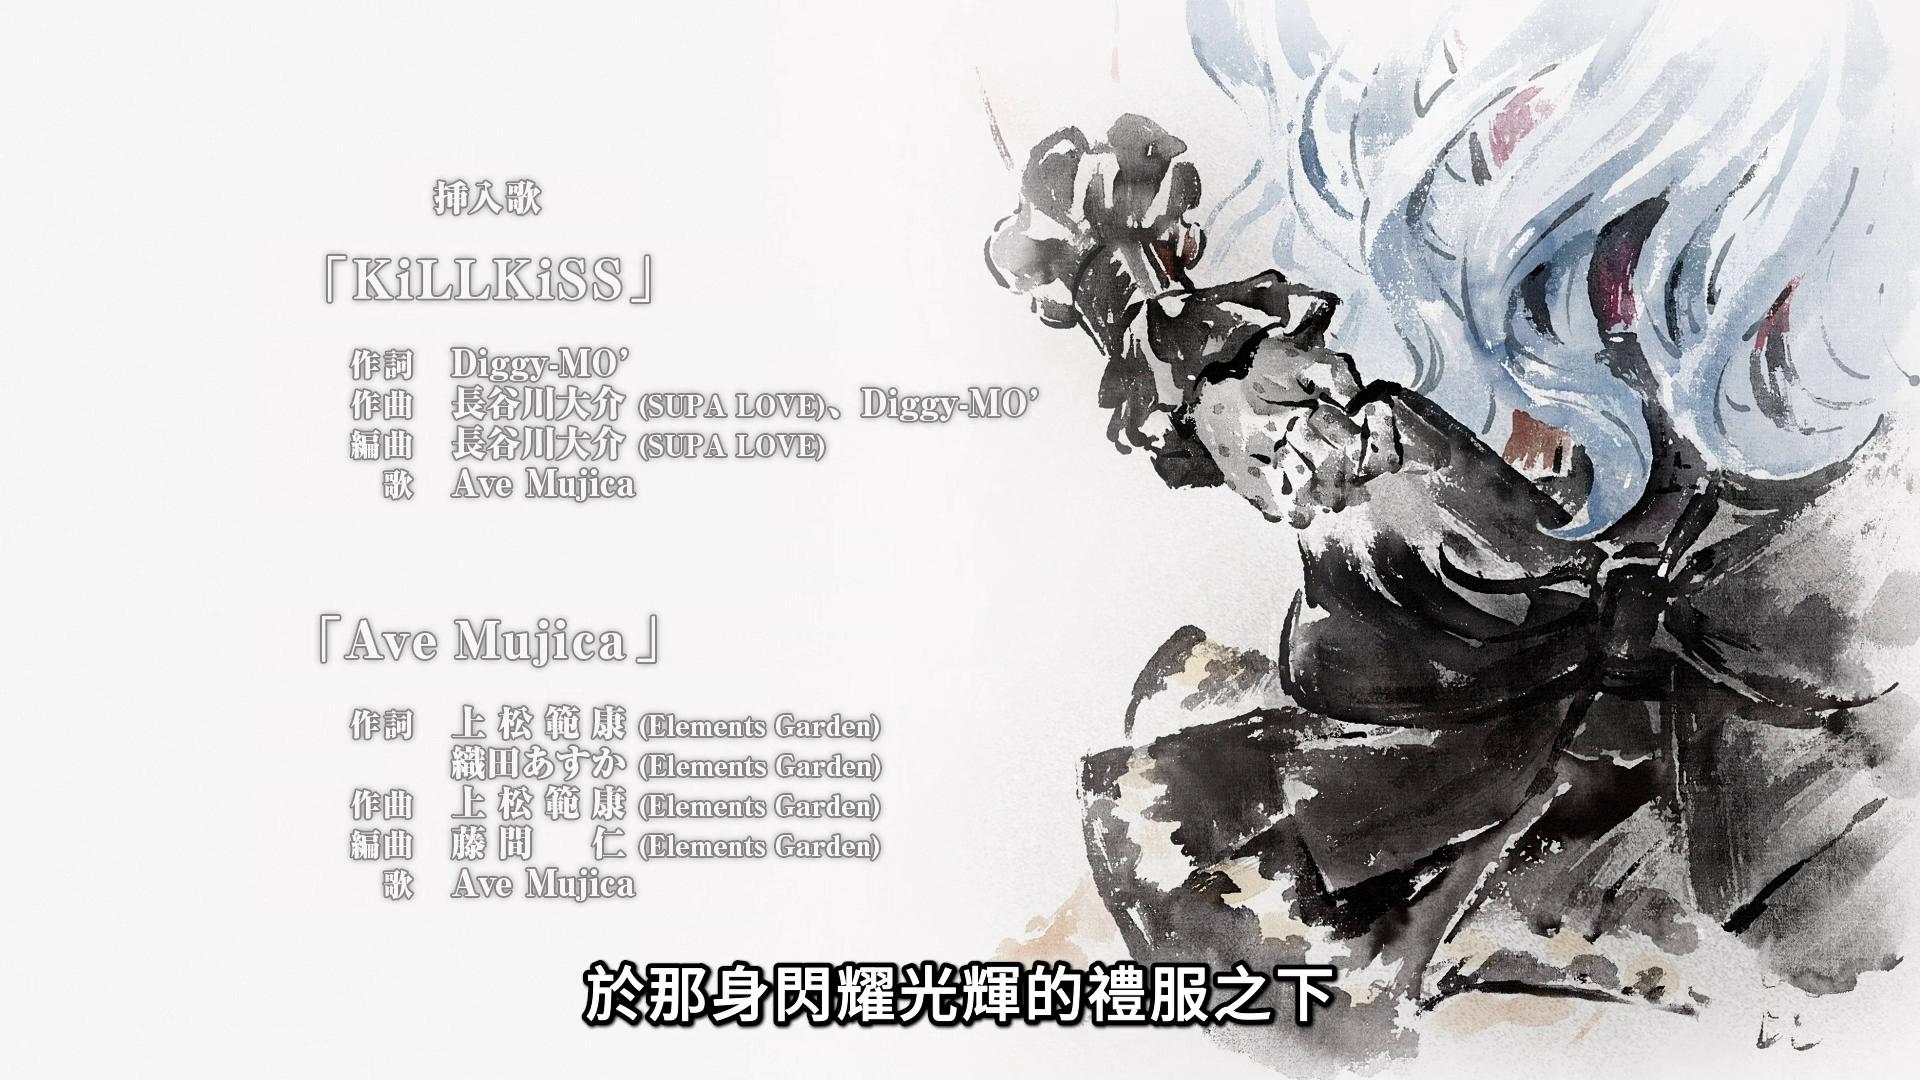 挿入歌
「KiLLKiSS」
作詞 Diggy-MO’
作曲 長谷川大介 (SUPA LOVE)、Diggy-MO’
編曲 長谷川大介 (SUPA LOVE)
歌 Ave Mujica
「Ave Mujica」
作詞 上松範康 (Elements Garden)
織田あすか (Elements Garden)
作曲 上松範康 (Elements Garden)
編曲 藤間 仁 (Elements Garden)
歌 Ave Mujica
於那身閃耀光輝的禮服之下